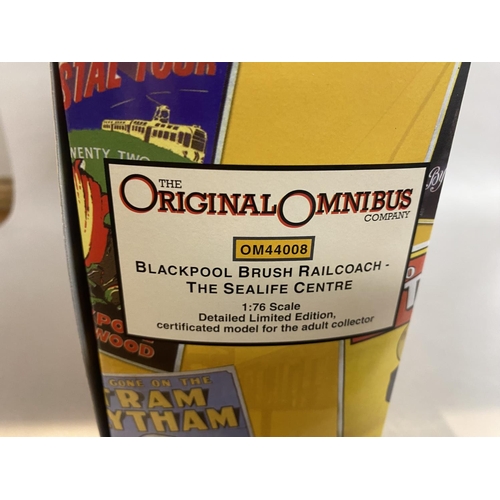 STAL TOUR
TWENTY TWO
THE
ORIGINAL OMNIBUS
COMPANY
OM44008
BLACKPOOL BRUSH RAILCOACH -
THE SEALIFE CENTRE
1:76 Scale
Detailed Limited Edition,
certificated model for the adult collector
WOOD
GONE ON THE
TRAM
YTHAM